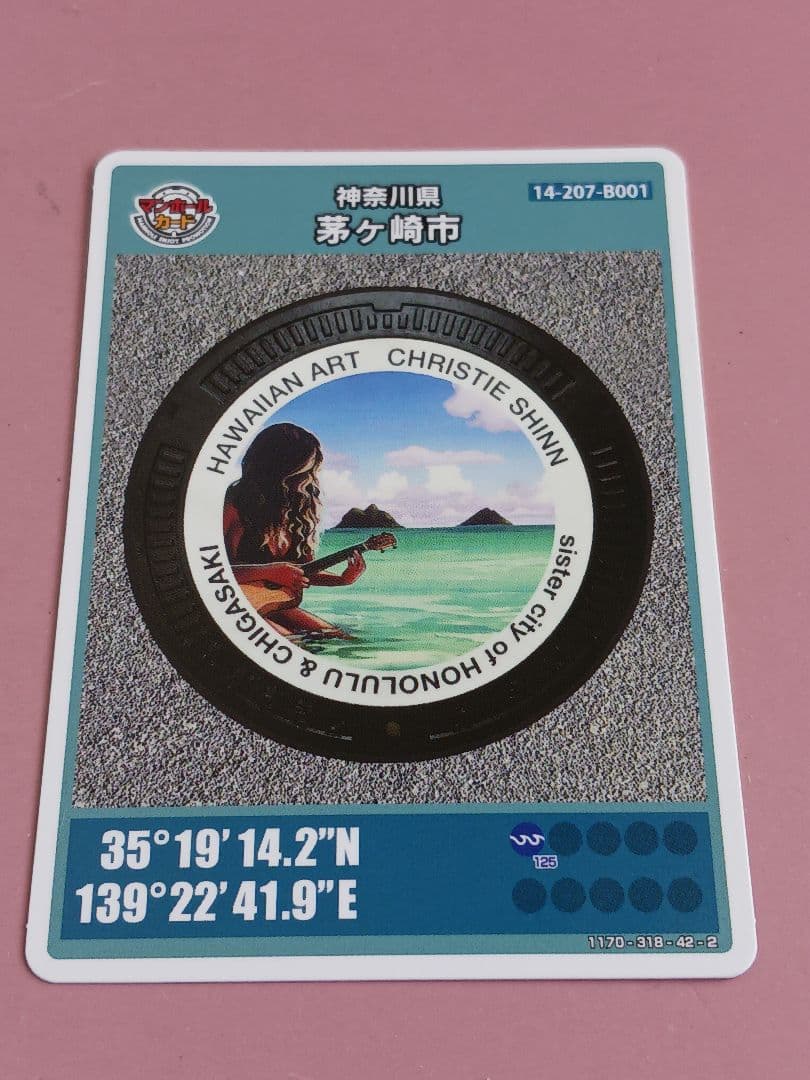 マンホール
カード
神奈川県
茅ヶ崎市
14-207-B001
HAWAIIAN ART CHRISTIE SHINN
sister city of HONOLULU & CHIGASAKI
35°19'14.2"N
139°22'41.9"E
125
1170-318-42-2